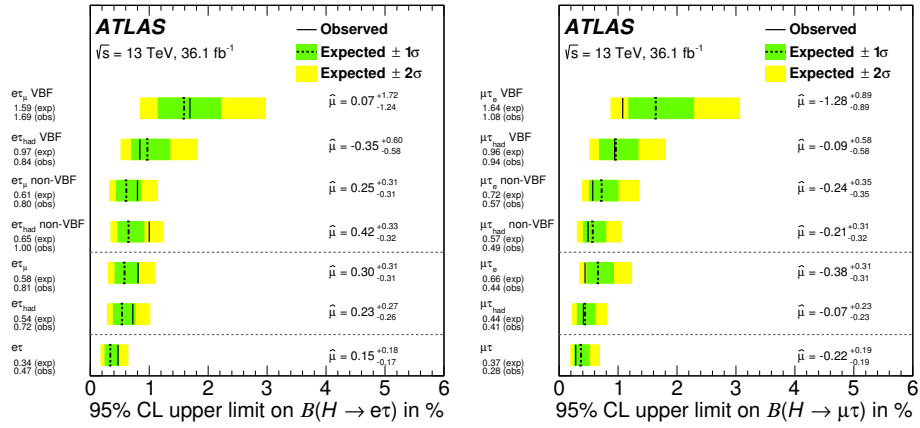 ATLAS
√s = 13 TeV, 36.1 fb⁻¹
Observed
Expected ± 1σ
Expected ± 2σ
eτμ VBF
1.59 (exp)
1.69 (obs)
μ̂ = 0.07 +1.72 -1.24
eτhad VBF
0.97 (exp)
0.84 (obs)
μ̂ = -0.35 +0.60 -0.58
eτμ non-VBF
0.61 (exp)
0.80 (obs)
μ̂ = 0.25 +0.31 -0.31
eτhad non-VBF
0.65 (exp)
1.00 (obs)
μ̂ = 0.42 +0.33 -0.32
eτμ
0.58 (exp)
0.81 (obs)
μ̂ = 0.30 +0.31 -0.31
eτhad
0.54 (exp)
0.72 (obs)
μ̂ = 0.23 +0.27 -0.26
eτ
0.34 (exp)
0.47 (obs)
μ̂ = 0.15 +0.18 -0.17
0 1 2 3 4 5 6
95% CL upper limit on B(H → eτ) in %
ATLAS
√s = 13 TeV, 36.1 fb⁻¹
Observed
Expected ± 1σ
Expected ± 2σ
μτe VBF
1.64 (exp)
1.08 (obs)
μ̂ = -1.28 +0.89 -0.89
μτhad VBF
0.96 (exp)
0.94 (obs)
μ̂ = -0.09 +0.58 -0.58
μτe non-VBF
0.72 (exp)
0.57 (obs)
μ̂ = -0.24 +0.35 -0.35
μτhad non-VBF
0.57 (exp)
0.49 (obs)
μ̂ = -0.21 +0.31 -0.32
μτe
0.66 (exp)
0.44 (obs)
μ̂ = -0.38 +0.31 -0.31
μτhad
0.44 (exp)
0.41 (obs)
μ̂ = -0.07 +0.23 -0.23
μτ
0.37 (exp)
0.28 (obs)
μ̂ = -0.22 +0.19 -0.19
0 1 2 3 4 5 6
95% CL upper limit on B(H → μτ) in %